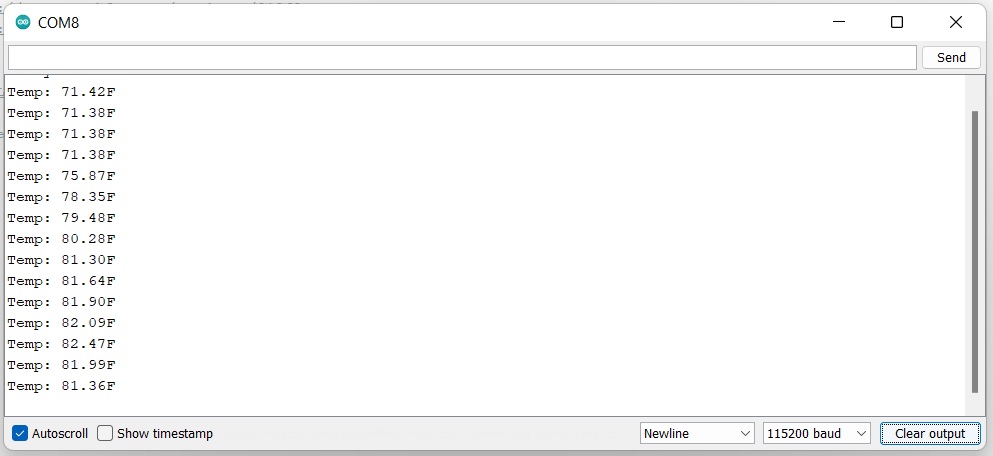 COM8
Send
Temp: 71.42F
Temp: 71.38F
Temp: 71.38F
Temp: 71.38F
Temp: 75.87F
Temp: 78.35F
Temp: 79.48F
Temp: 80.28F
Temp: 81.30F
Temp: 81.64F
Temp: 81.90F
Temp: 82.09F
Temp: 82.47F
Temp: 81.99F
Temp: 81.36F
Autoscroll Show timestamp Newline 115200 baud Clear output